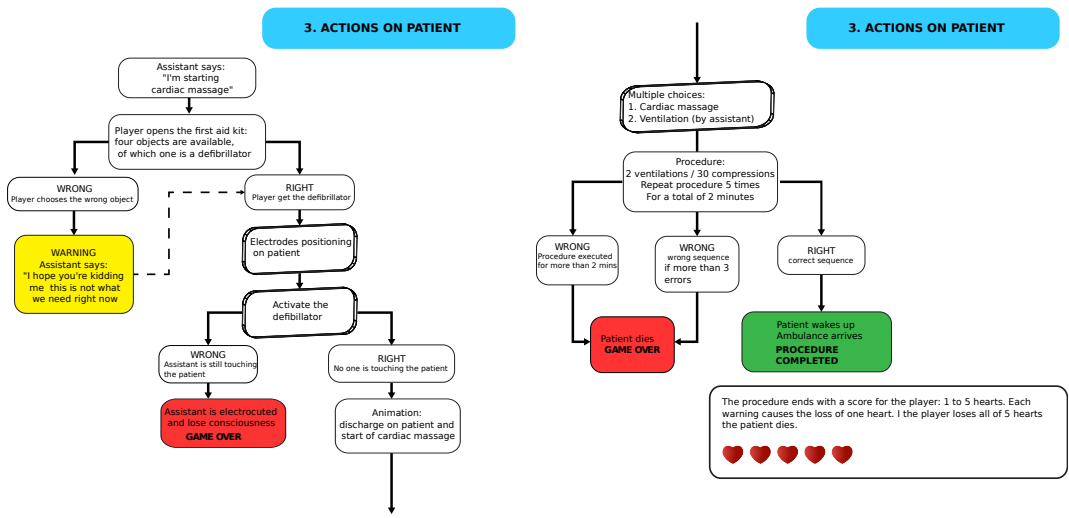 3. ACTIONS ON PATIENT
Assistant says:
"I'm starting
cardiac massage"
Player opens the first aid kit:
four objects are available,
of which one is a defibrillator
WRONG
Player chooses the wrong object
RIGHT
Player get the defibrillator
WARNING
Assistant says:
"I hope you're kidding
me this is not what
we need right now
Electrodes positioning
on patient
Activate the
defibillator
WRONG
Assistant is still touching
the patient
RIGHT
No one is touching the patient
Assistant is electrocuted
and lose consciousness
GAME OVER
Animation:
discharge on patient and
start of cardiac massage
3. ACTIONS ON PATIENT
Multiple choices:
1. Cardiac massage
2. Ventilation (by assistant)
Procedure:
2 ventilations / 30 compressions
Repeat procedure 5 times
For a total of 2 minutes
WRONG
Procedure executed
for more than 2 mins
WRONG
wrong sequence
if more than 3
errors
RIGHT
correct sequence
Patient dies
GAME OVER
Patient wakes up
Ambulance arrives
PROCEDURE
COMPLETED
The procedure ends with a score for the player: 1 to 5 hearts. Each
warning causes the loss of one heart. I the player loses all of 5 hearts
the patient dies.